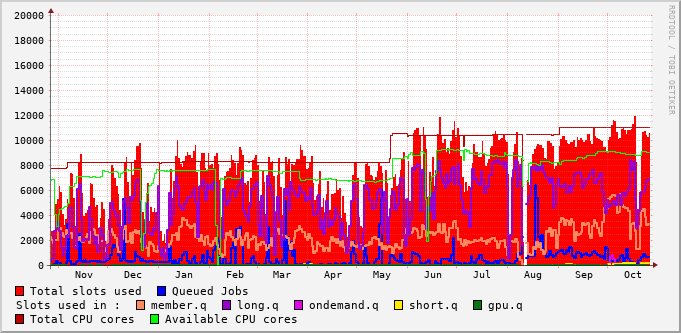 20000
18000
16000
14000
12000
10000
8000
6000
4000
2000
0
Nov Dec Jan Feb Mar Apr May Jun Jul Aug Sep Oct
Total slots used Queued Jobs
Slots used in : member.q long.q ondemand.q short.q gpu.q
Total CPU cores Available CPU cores
RRDTOOL / TOBI OETIKER